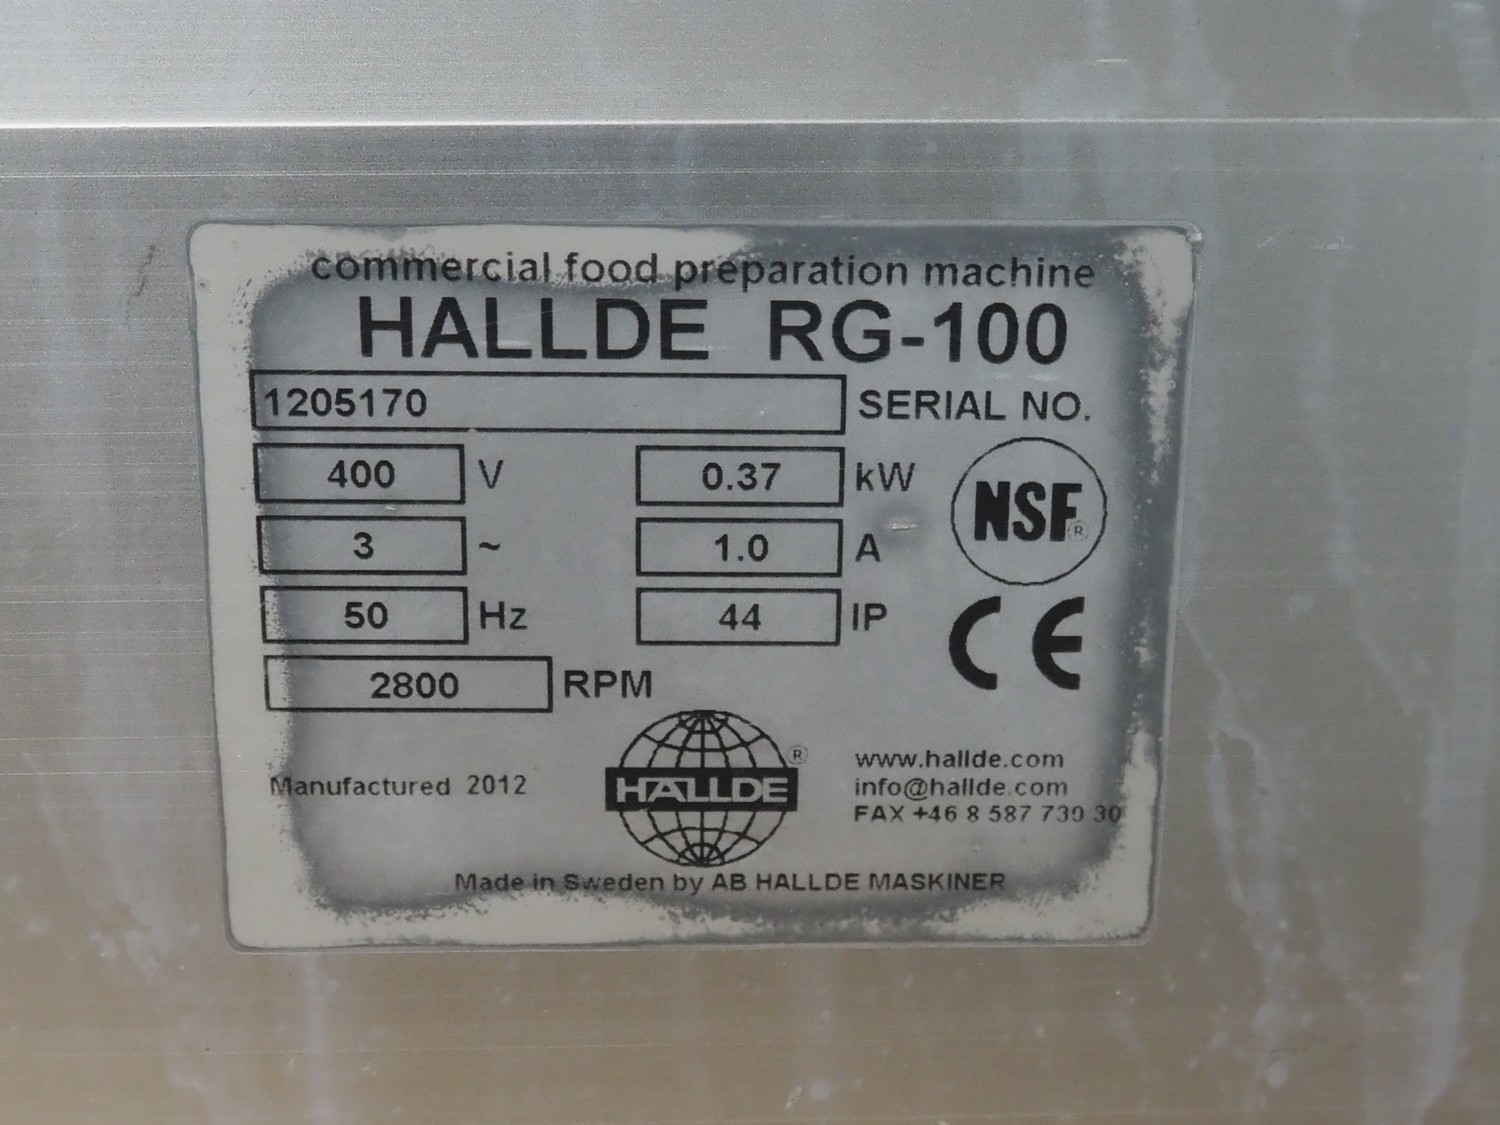 commercial food preparation machine
HALLDE RG-100
1205170 SERIAL NO.
400 V 0.37 kW
NSF®
3 ~ 1.0 A
50 Hz 44 IP
CE
2800 RPM
HALLDE ®
www.hallde.com
Manufactured 2012
info@hallde.com
FAX +46 8 587 730 30
Made in Sweden by AB HALLDE MASKINER